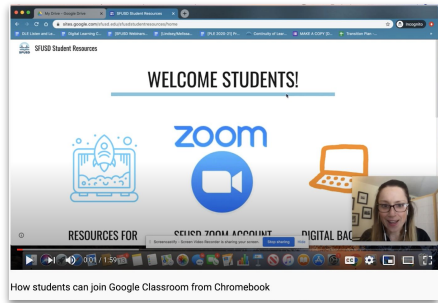 My Drive - Google Drive
SFUSD Student Resources
sites.google.com/sfusd.edu/sfusdstudentresources/home
Incognito
SFUSD Student Resources
SFUSD
WELCOME STUDENTS!
zoom
RESOURCES FOR
SFUSD ZOOM ACCOUNT
DIGITAL BAC
Screencastify - Screen Video Recorder is sharing your screen.
Stop sharing
Hide
0:01 / 1:59
How students can join Google Classroom from Chromebook